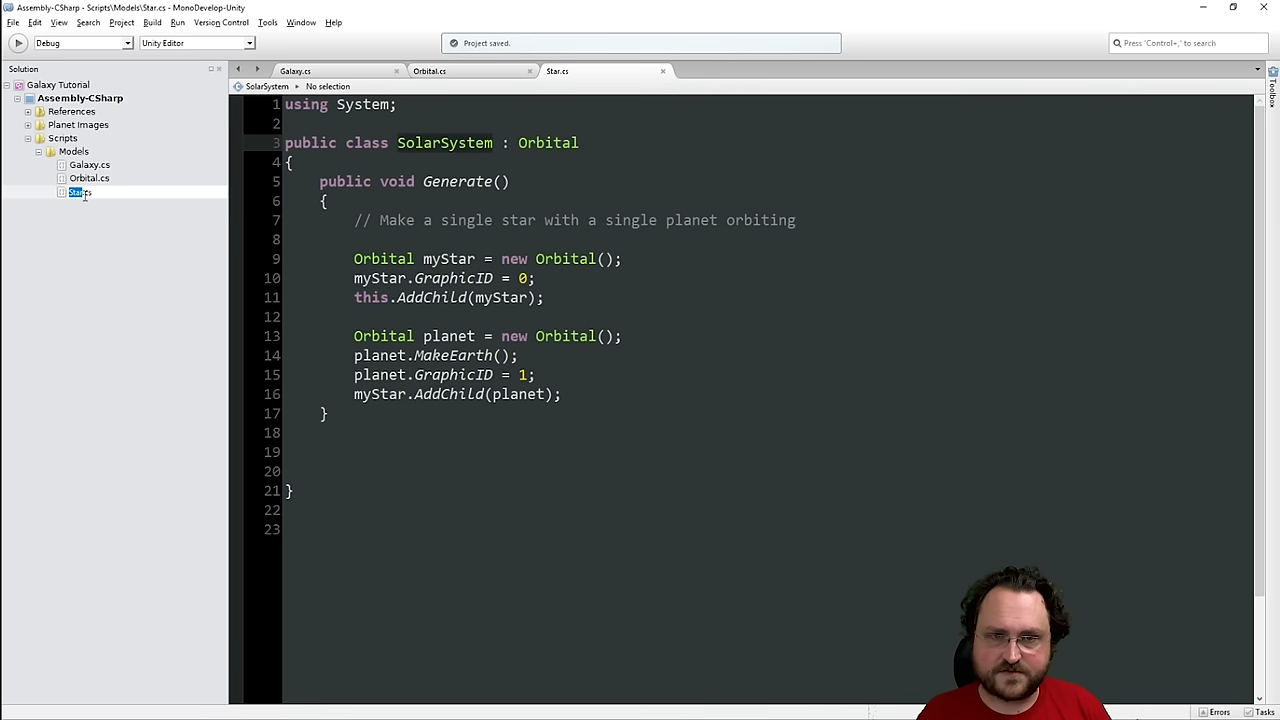 Assembly-CSharp - Scripts\Models\Star.cs - MonoDevelop-Unity
File Edit View Search Project Build Run Version Control Tools Window Help
Debug Unity Editor Project saved. Press 'Control+,' to search
Solution Galaxy.cs Orbital.cs Star.cs
Galaxy Tutorial
SolarSystem No selection
Assembly-CSharp
References
Planet Images
Scripts
Models
Galaxy.cs
Orbital.cs
Star.cs
Toolbox
1 using System;
2
3 public class SolarSystem : Orbital
4 {
5 public void Generate()
6 {
7 // Make a single star with a single planet orbiting
8
9 Orbital myStar = new Orbital();
10 myStar.GraphicID = 0;
11 this.AddChild(myStar);
12
13 Orbital planet = new Orbital();
14 planet.MakeEarth();
15 planet.GraphicID = 1;
16 myStar.AddChild(planet);
17 }
18
19
20
21 }
22
23
Errors Tasks